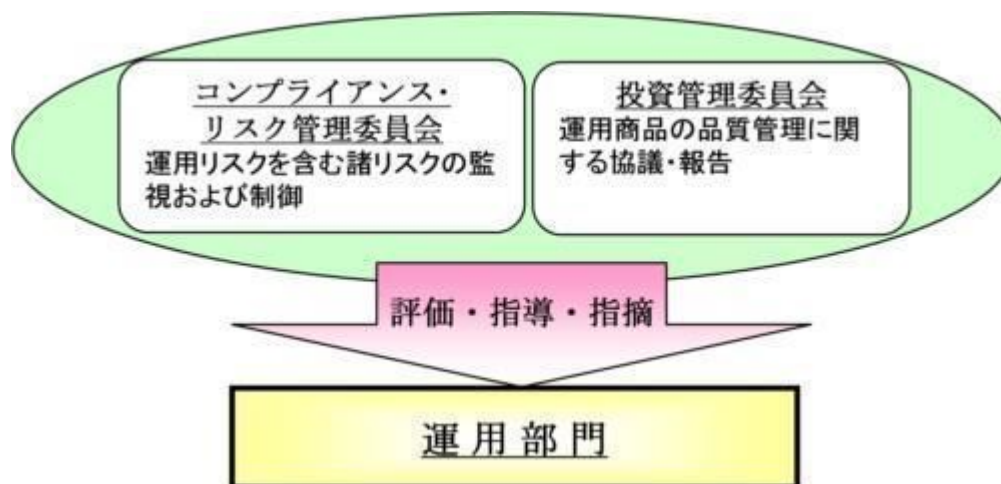 コンプライアンス・
リスク管理委員会
運用リスクを含む諸リスクの監
視および制御
投資管理委員会
運用商品の品質管理に関
する協議・報告
評価・指導・指摘
運用部門